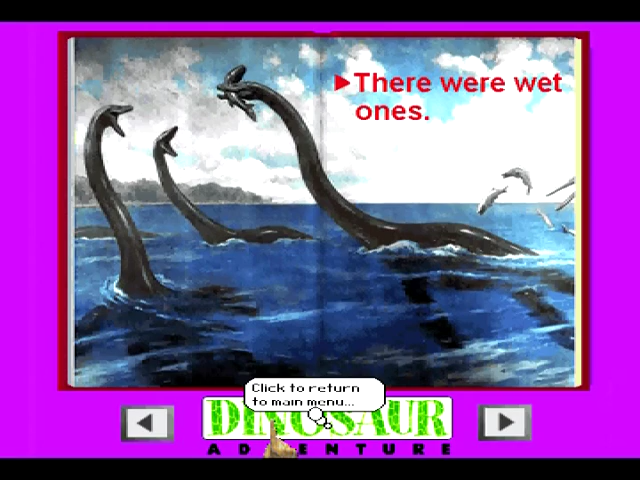 ►There were wet
ones.
Click to return
to main menu...
DINOSAUR
ADVENTURE